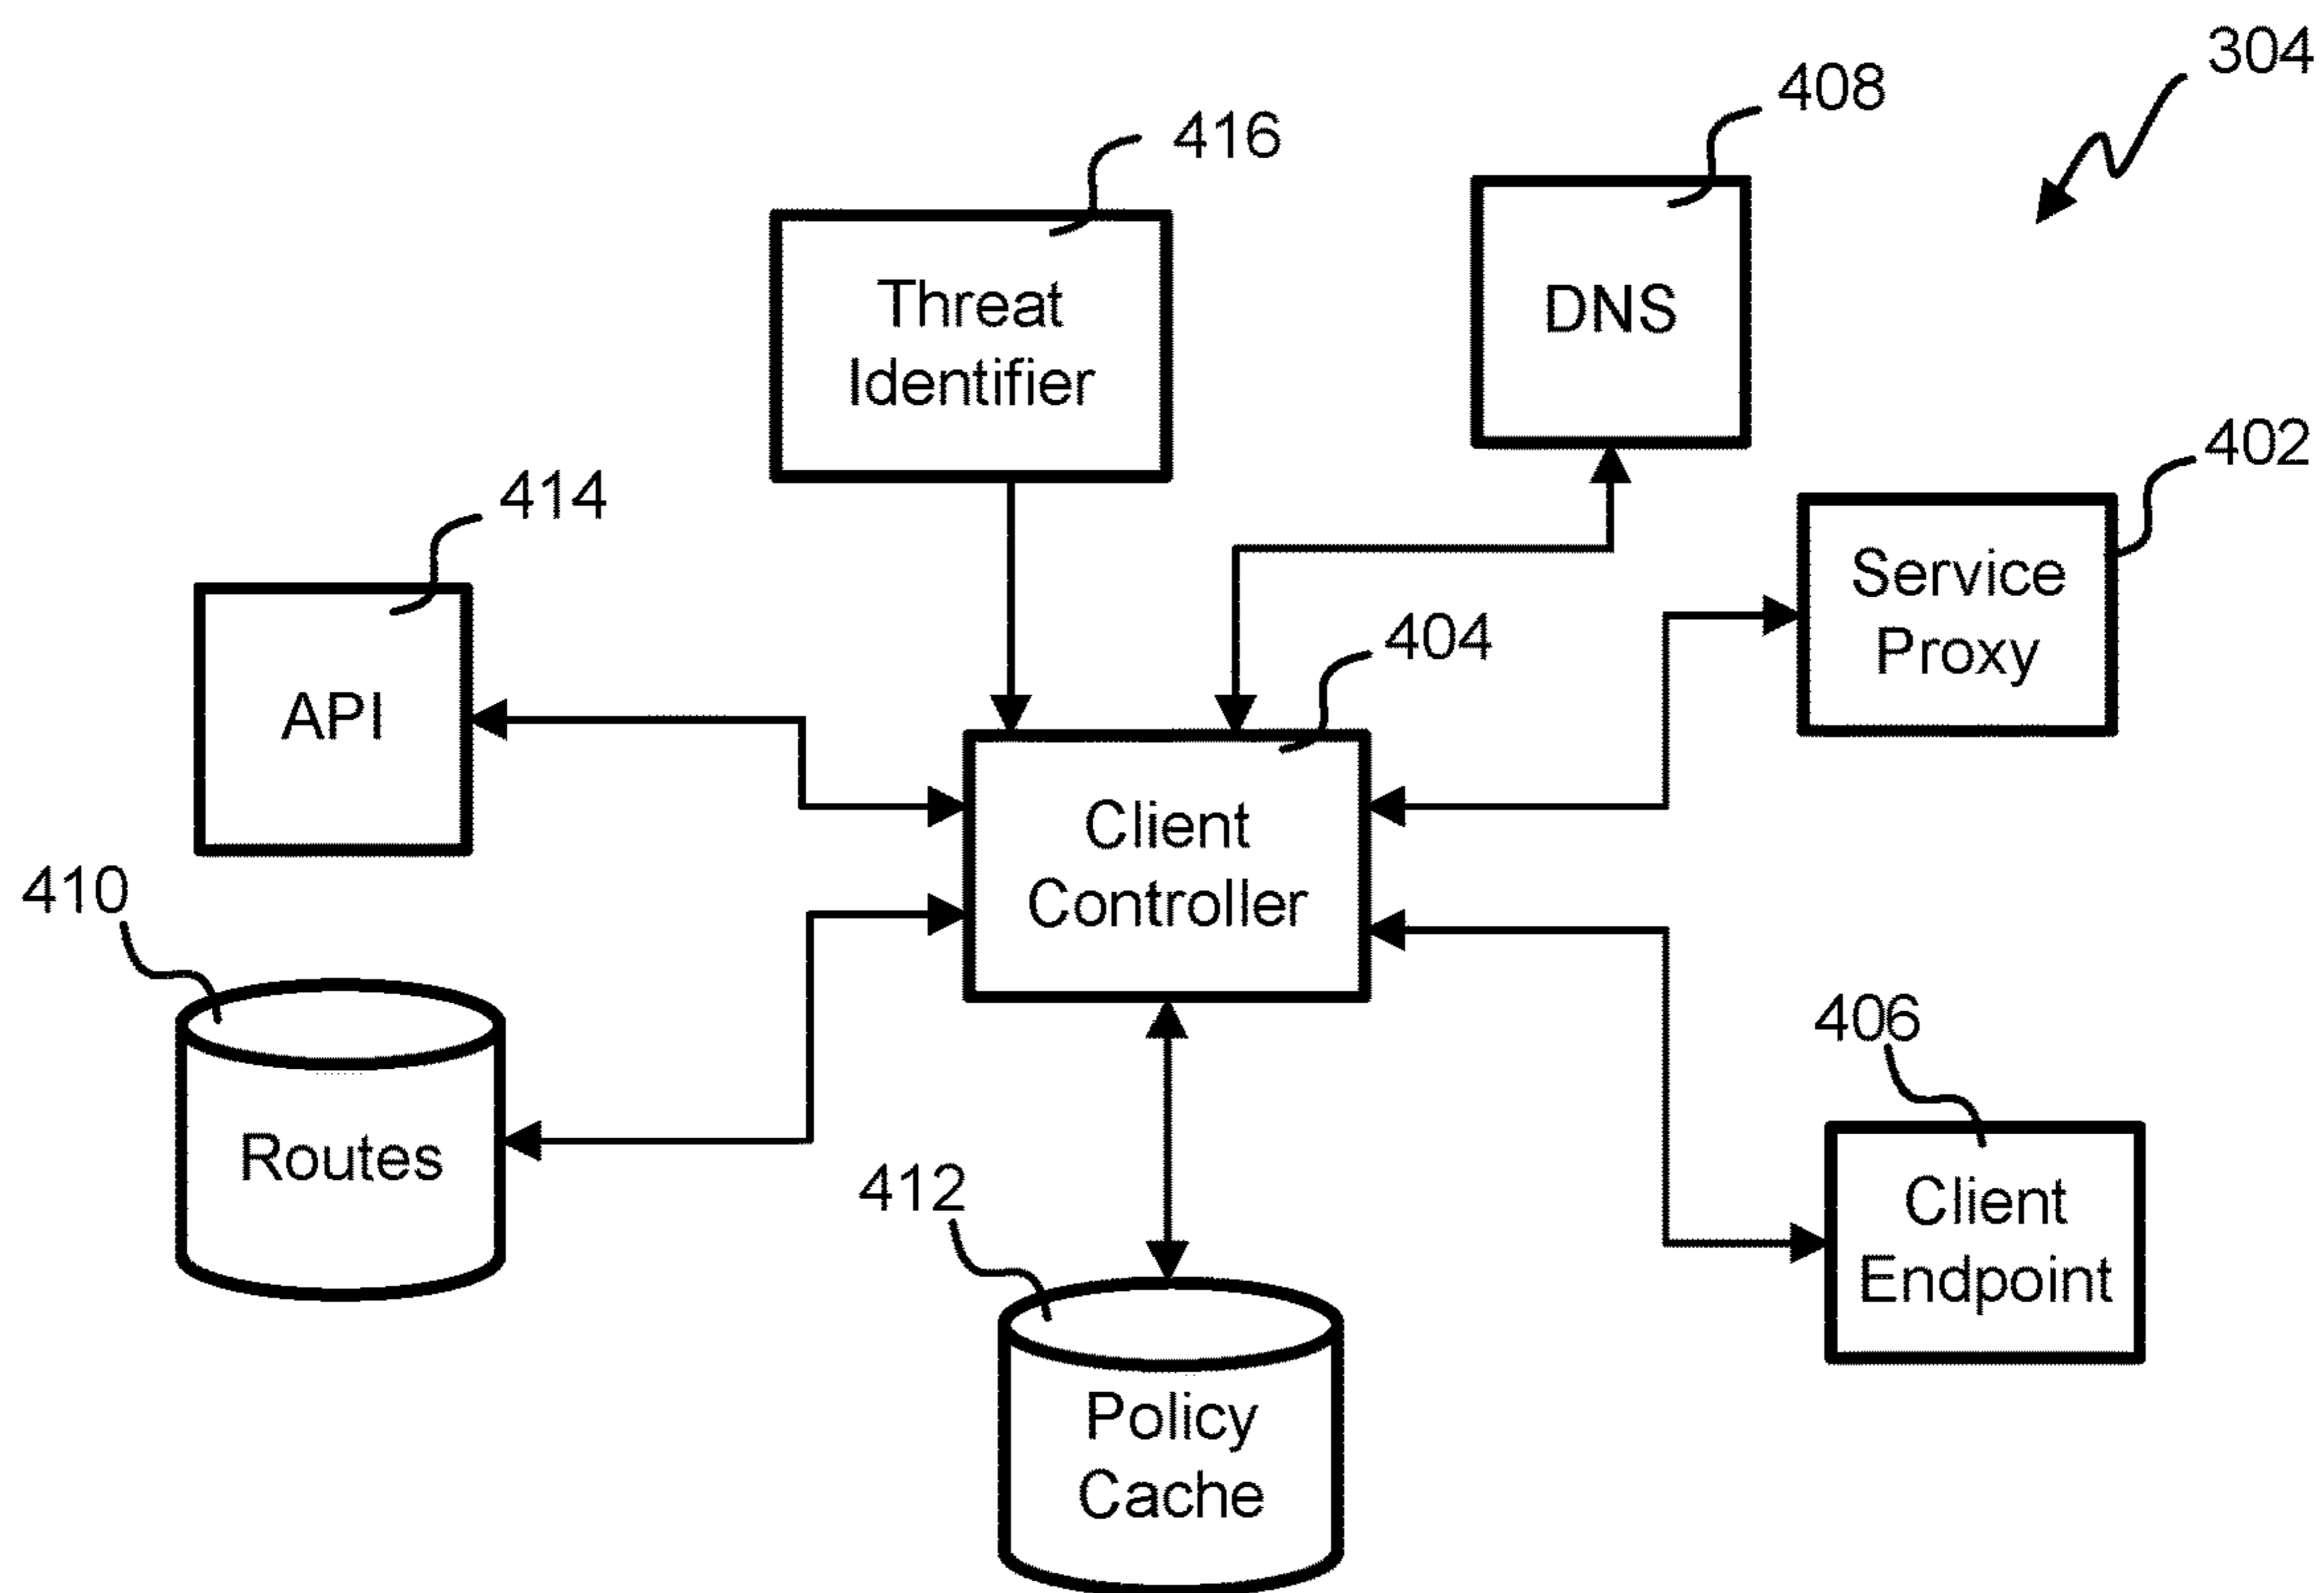 304
408
416
Threat
Identifier
DNS
402
414
Service
Proxy
404
API
Client
Controller
410
406
Routes
412
Client
Endpoint
Policy
Cache